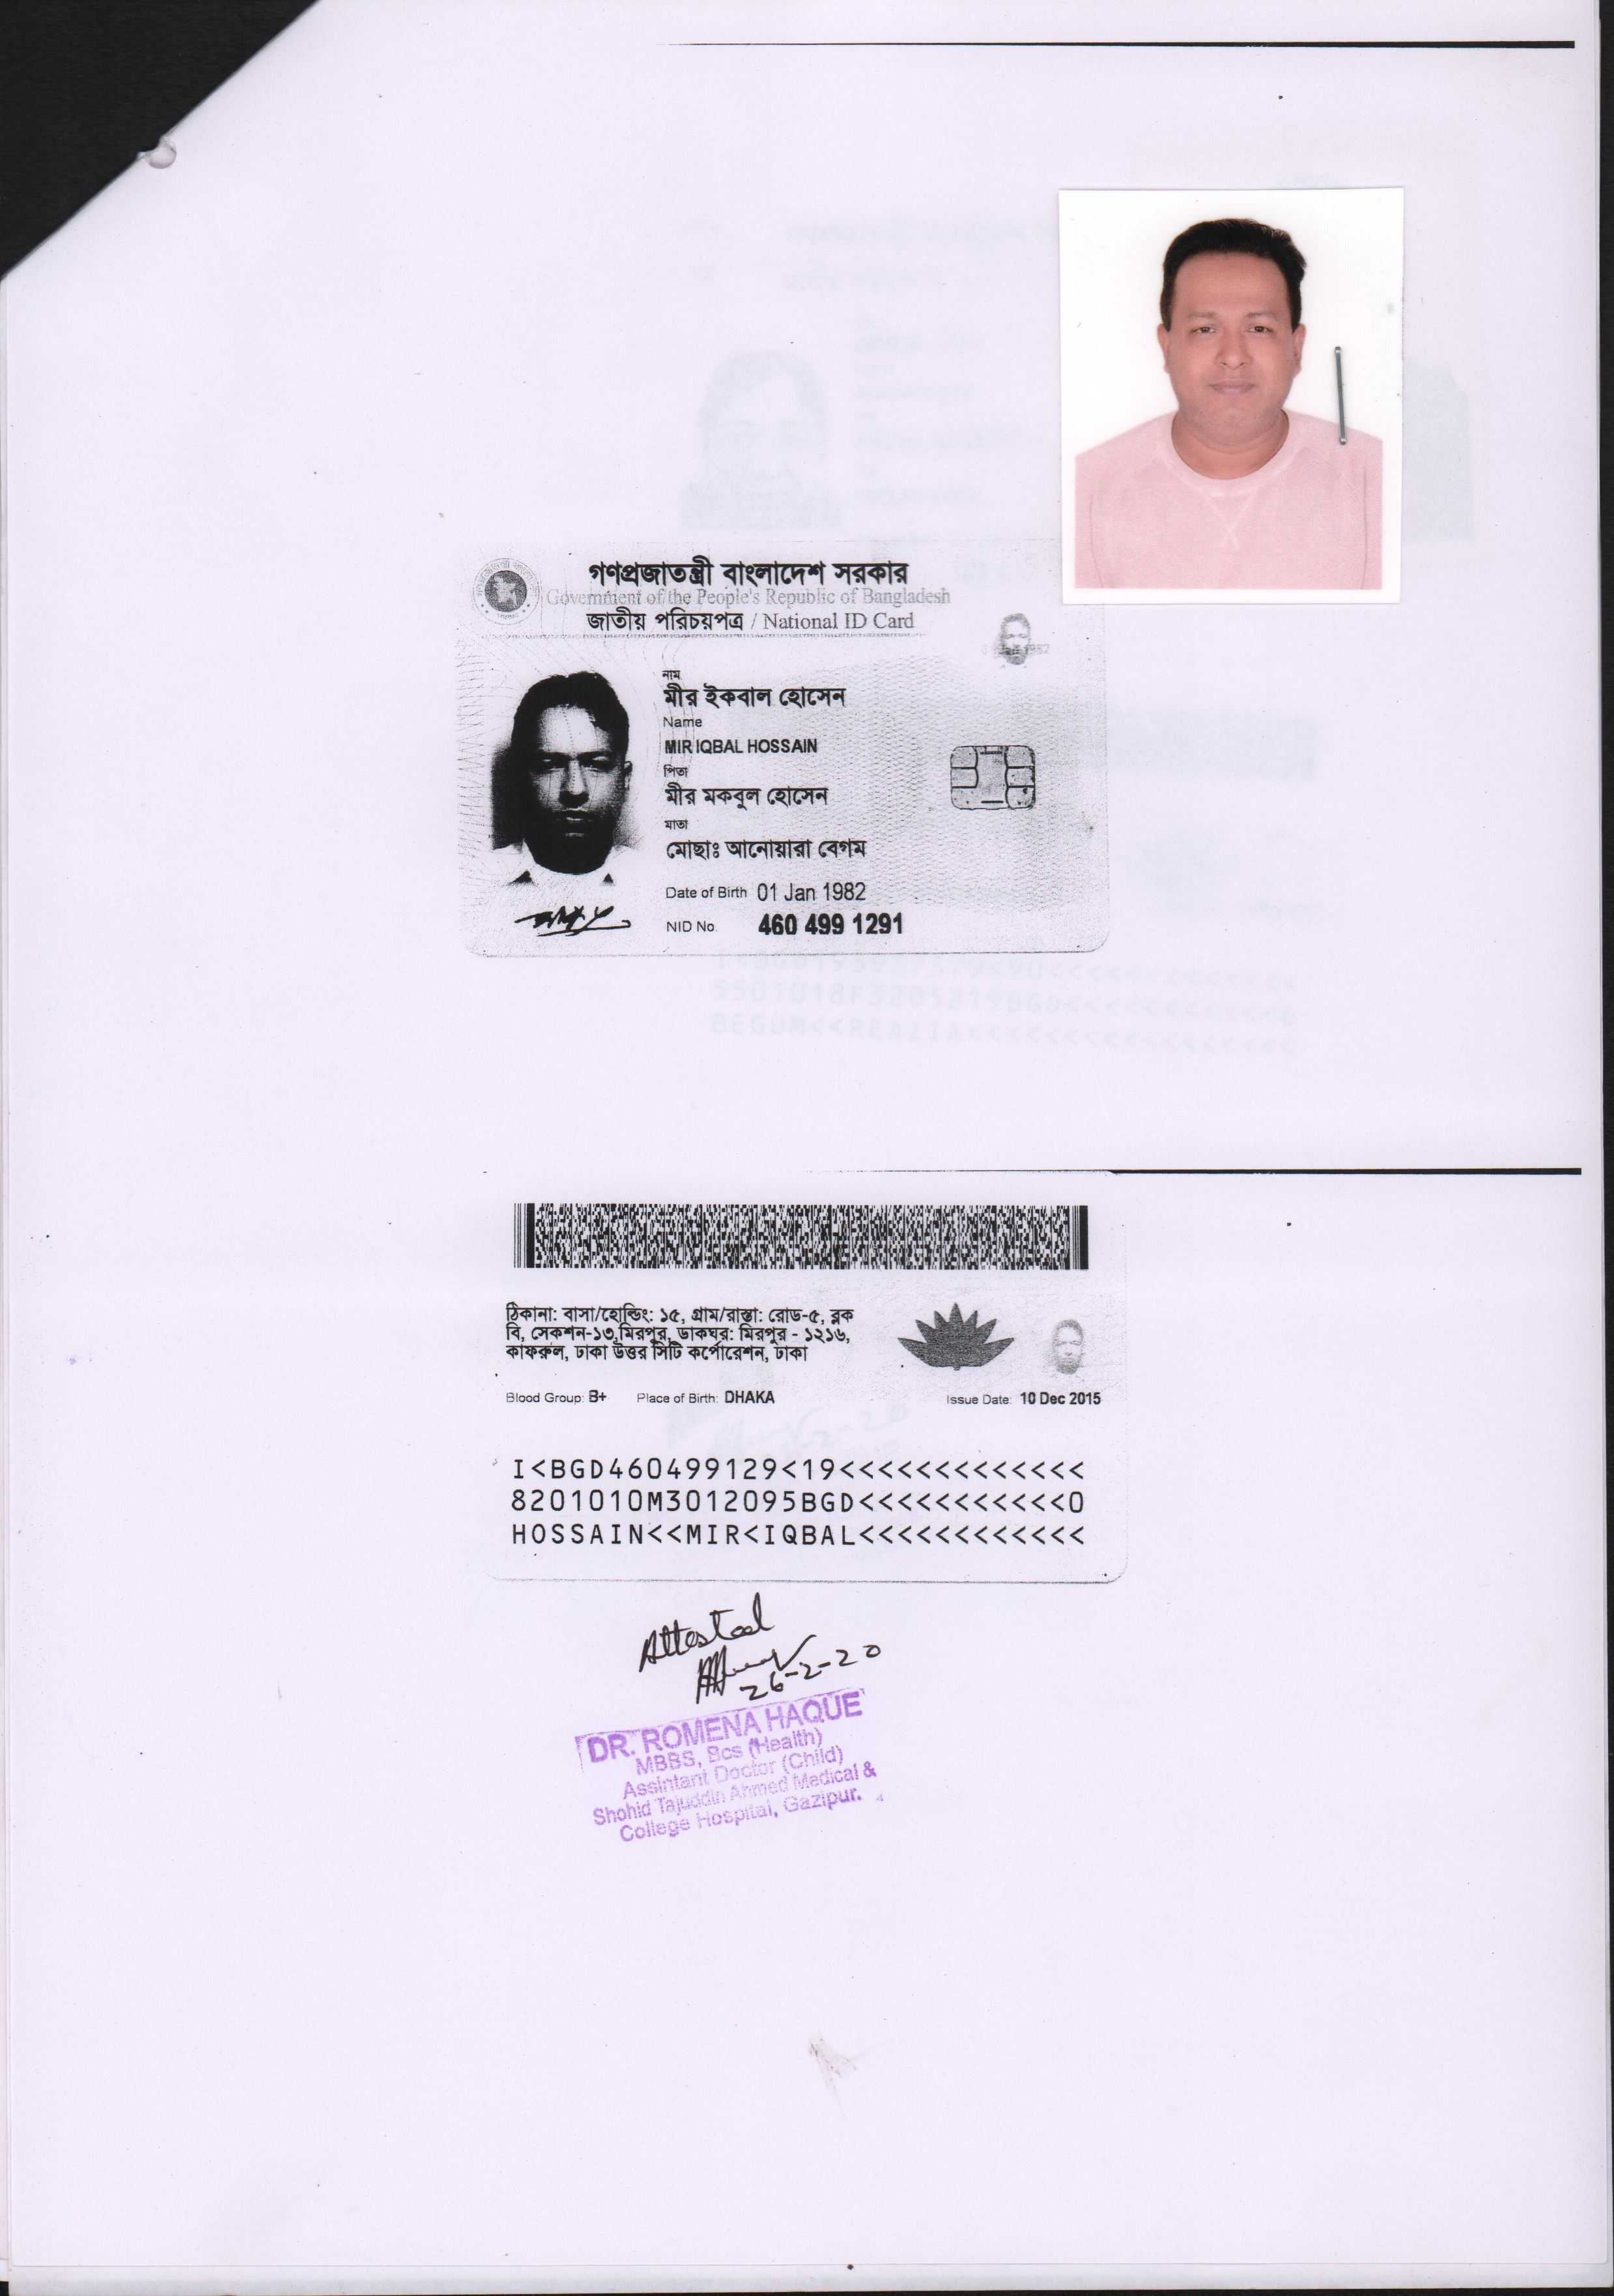 গণপ্রজাতন্ত্রী বাংলাদেশ সরকার
Government of the People's Republic of Bangladesh
জাতীয় পরিচয়পত্র / National ID Card
নাম
মীর ইকবাল হোসেন
Name
MIR IQBAL HOSSAIN
পিতা
মীর মকবুল হোসেন
মাতা
মোছাঃ আনোয়ারা বেগম
Date of Birth 01 Jan 1982
NID No. 460 499 1291
ঠিকানা: বাসা/হোল্ডিং: ১৫, গ্রাম/রাস্তা: রোড-৫, ব্লক
বি, সেকশন-১৩,মিরপুর, ডাকঘর: মিরপুর - ১২১৬,
কাফরুল, ঢাকা উত্তর সিটি কর্পোরেশন, ঢাকা
Blood Group: B+ Place of Birth: DHAKA Issue Date: 10 Dec 2015
I<BGD460499129<19<<<<<<<<<<<<<
8201010M3012095BGD<<<<<<<<<<<0
HOSSAIN<<MIR<IQBAL<<<<<<<<<<<<
Attested
26-2-20
DR. ROMENA HAQUE
MBBS, Bcs (Health)
Assintant Doctor (Child)
Shohid Tajuddin Ahmed Medical &
College Hospital, Gazipur.